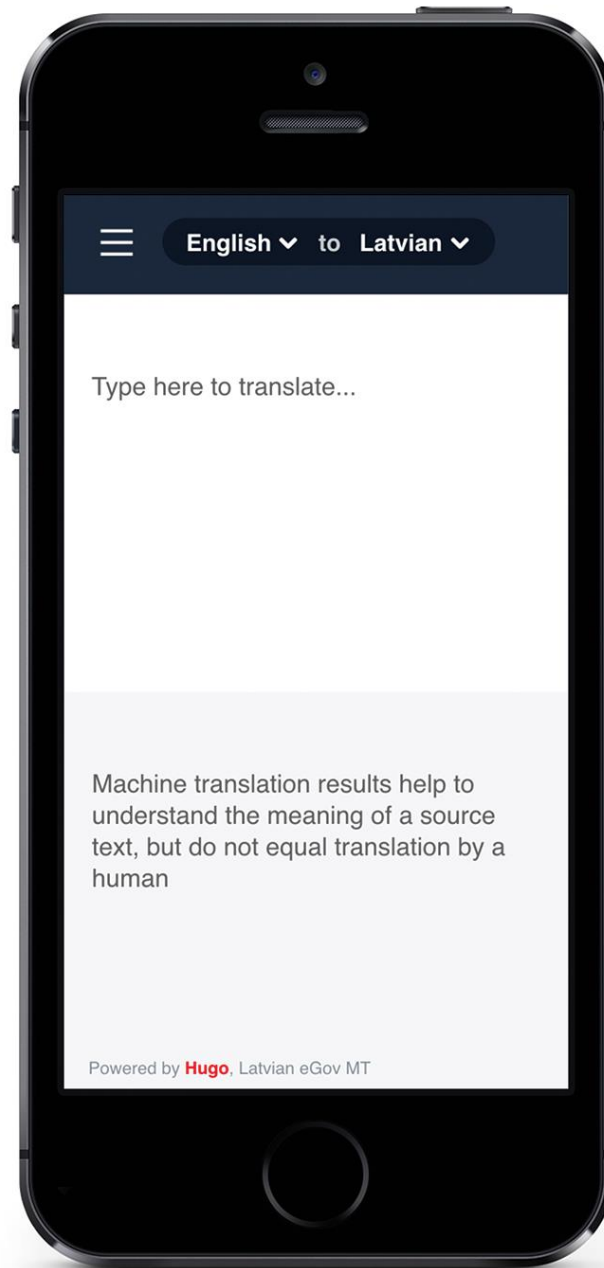 English to Latvian
Type here to translate...
Machine translation results help to
understand the meaning of a source
text, but do not equal translation by a
human
Powered by Hugo, Latvian eGov MT